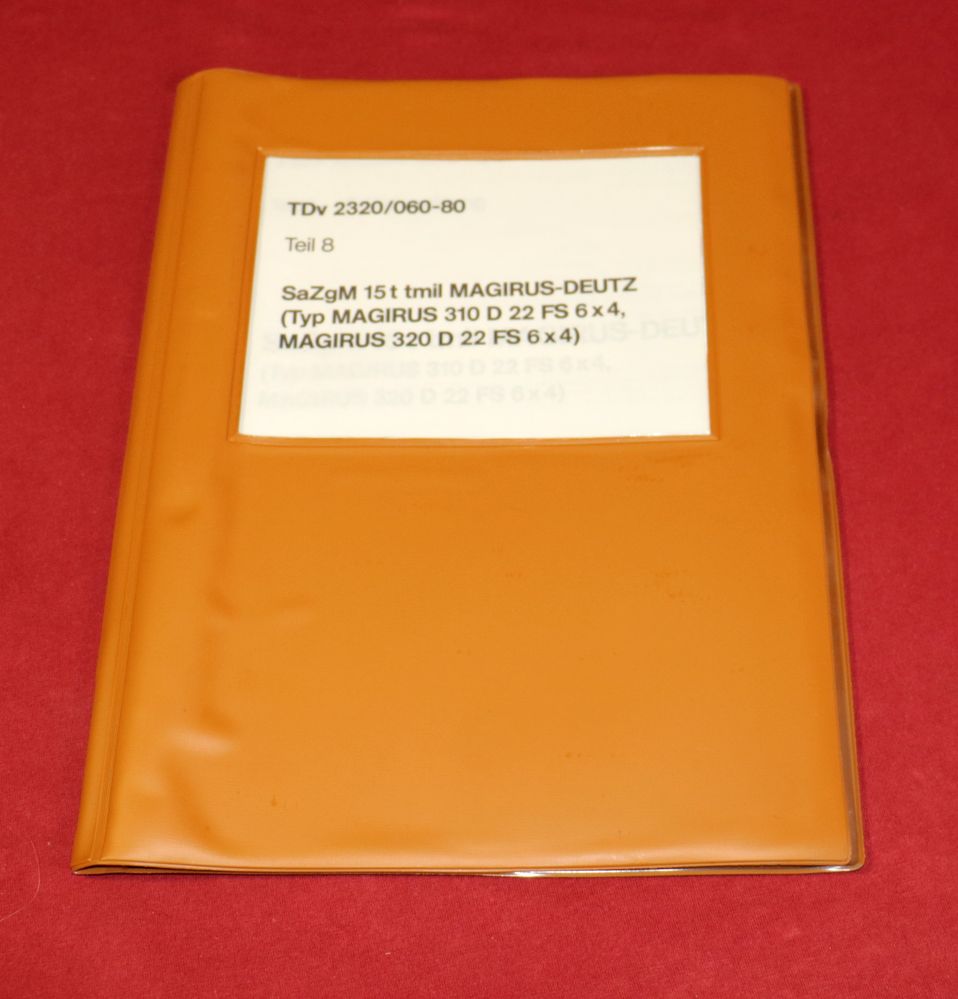 TDv 2320/060-80
Teil 8
SaZgM 15 t tmil MAGIRUS-DEUTZ
(Typ MAGIRUS 310 D 22 FS 6 x 4,
MAGIRUS 320 D 22 FS 6 x 4)